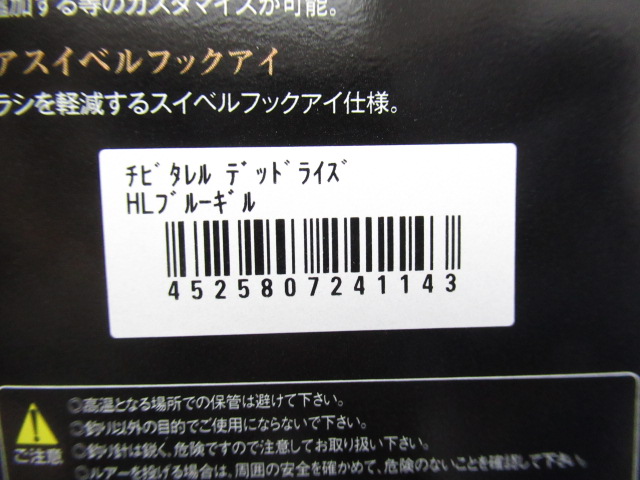 追加する等のカスタマイズが可能。
アスイベルフックアイ
ラシを軽減するスイベルフックアイ仕様。
ﾁﾋﾞﾀﾚﾙ ﾃﾞｯﾄﾞﾗｲｽﾞ
HLﾌﾞﾙｰｷﾞﾙ
4525807241143
◎高温となる場所での保管は避けて下さい。
◎釣り以外の目的でご使用にならないで下さい。
◎釣り針は鋭く、危険ですので注意してお取り扱い下さい。
ご注意
◎ルアーを投げる場合は、周囲の安全を確かめて、危険のないことを確認して下さい。